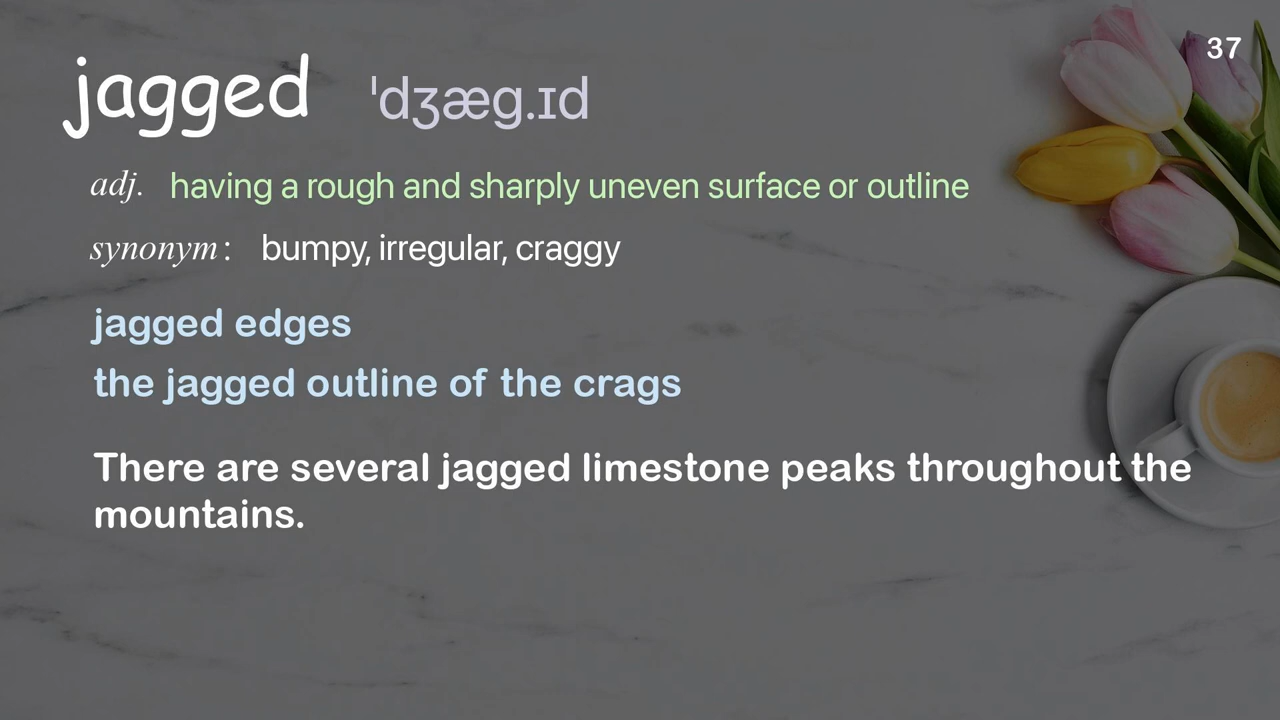 37
jagged ˈdʒæg.ɪd
adj. having a rough and sharply uneven surface or outline
synonym: bumpy, irregular, craggy
jagged edges
the jagged outline of the crags
There are several jagged limestone peaks throughout the
mountains.